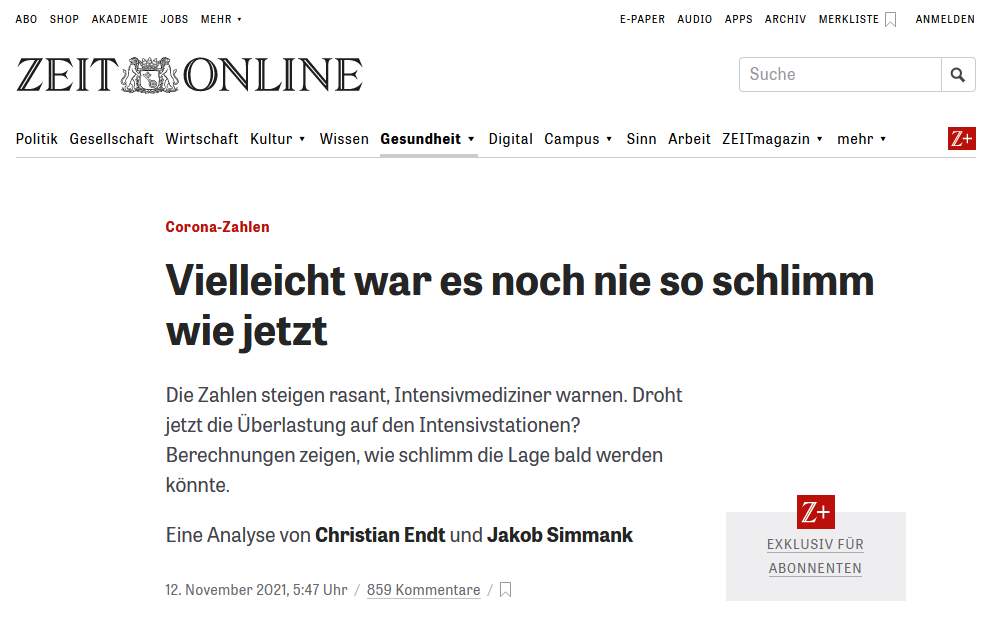 ABO SHOP AKADEMIE JOBS MEHR E-PAPER AUDIO APPS ARCHIV MERKLISTE ANMELDEN
ZEIT ONLINE
Suche
Politik Gesellschaft Wirtschaft Kultur Wissen Gesundheit Digital Campus Sinn Arbeit ZEITmagazin mehr Z+
Corona-Zahlen
Vielleicht war es noch nie so schlimm
wie jetzt
Die Zahlen steigen rasant, Intensivmediziner warnen. Droht
jetzt die Überlastung auf den Intensivstationen?
Berechnungen zeigen, wie schlimm die Lage bald werden
könnte.
Eine Analyse von Christian Endt und Jakob Simmank
12. November 2021, 5:47 Uhr / 859 Kommentare /
Z+
EXKLUSIV FÜR
ABONNENTEN